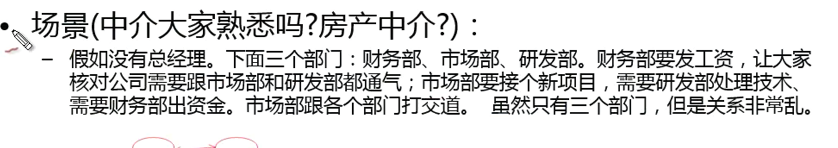 • 场景(中介大家熟悉吗?房产中介?)：
– 假如没有总经理。下面三个部门：财务部、市场部、研发部。财务部要发工资，让大家
核对公司需要跟市场部和研发部都通气；市场部要接个新项目，需要研发部处理技术、
需要财务部出资金。市场部跟各个部门打交道。 虽然只有三个部门，但是关系非常乱。